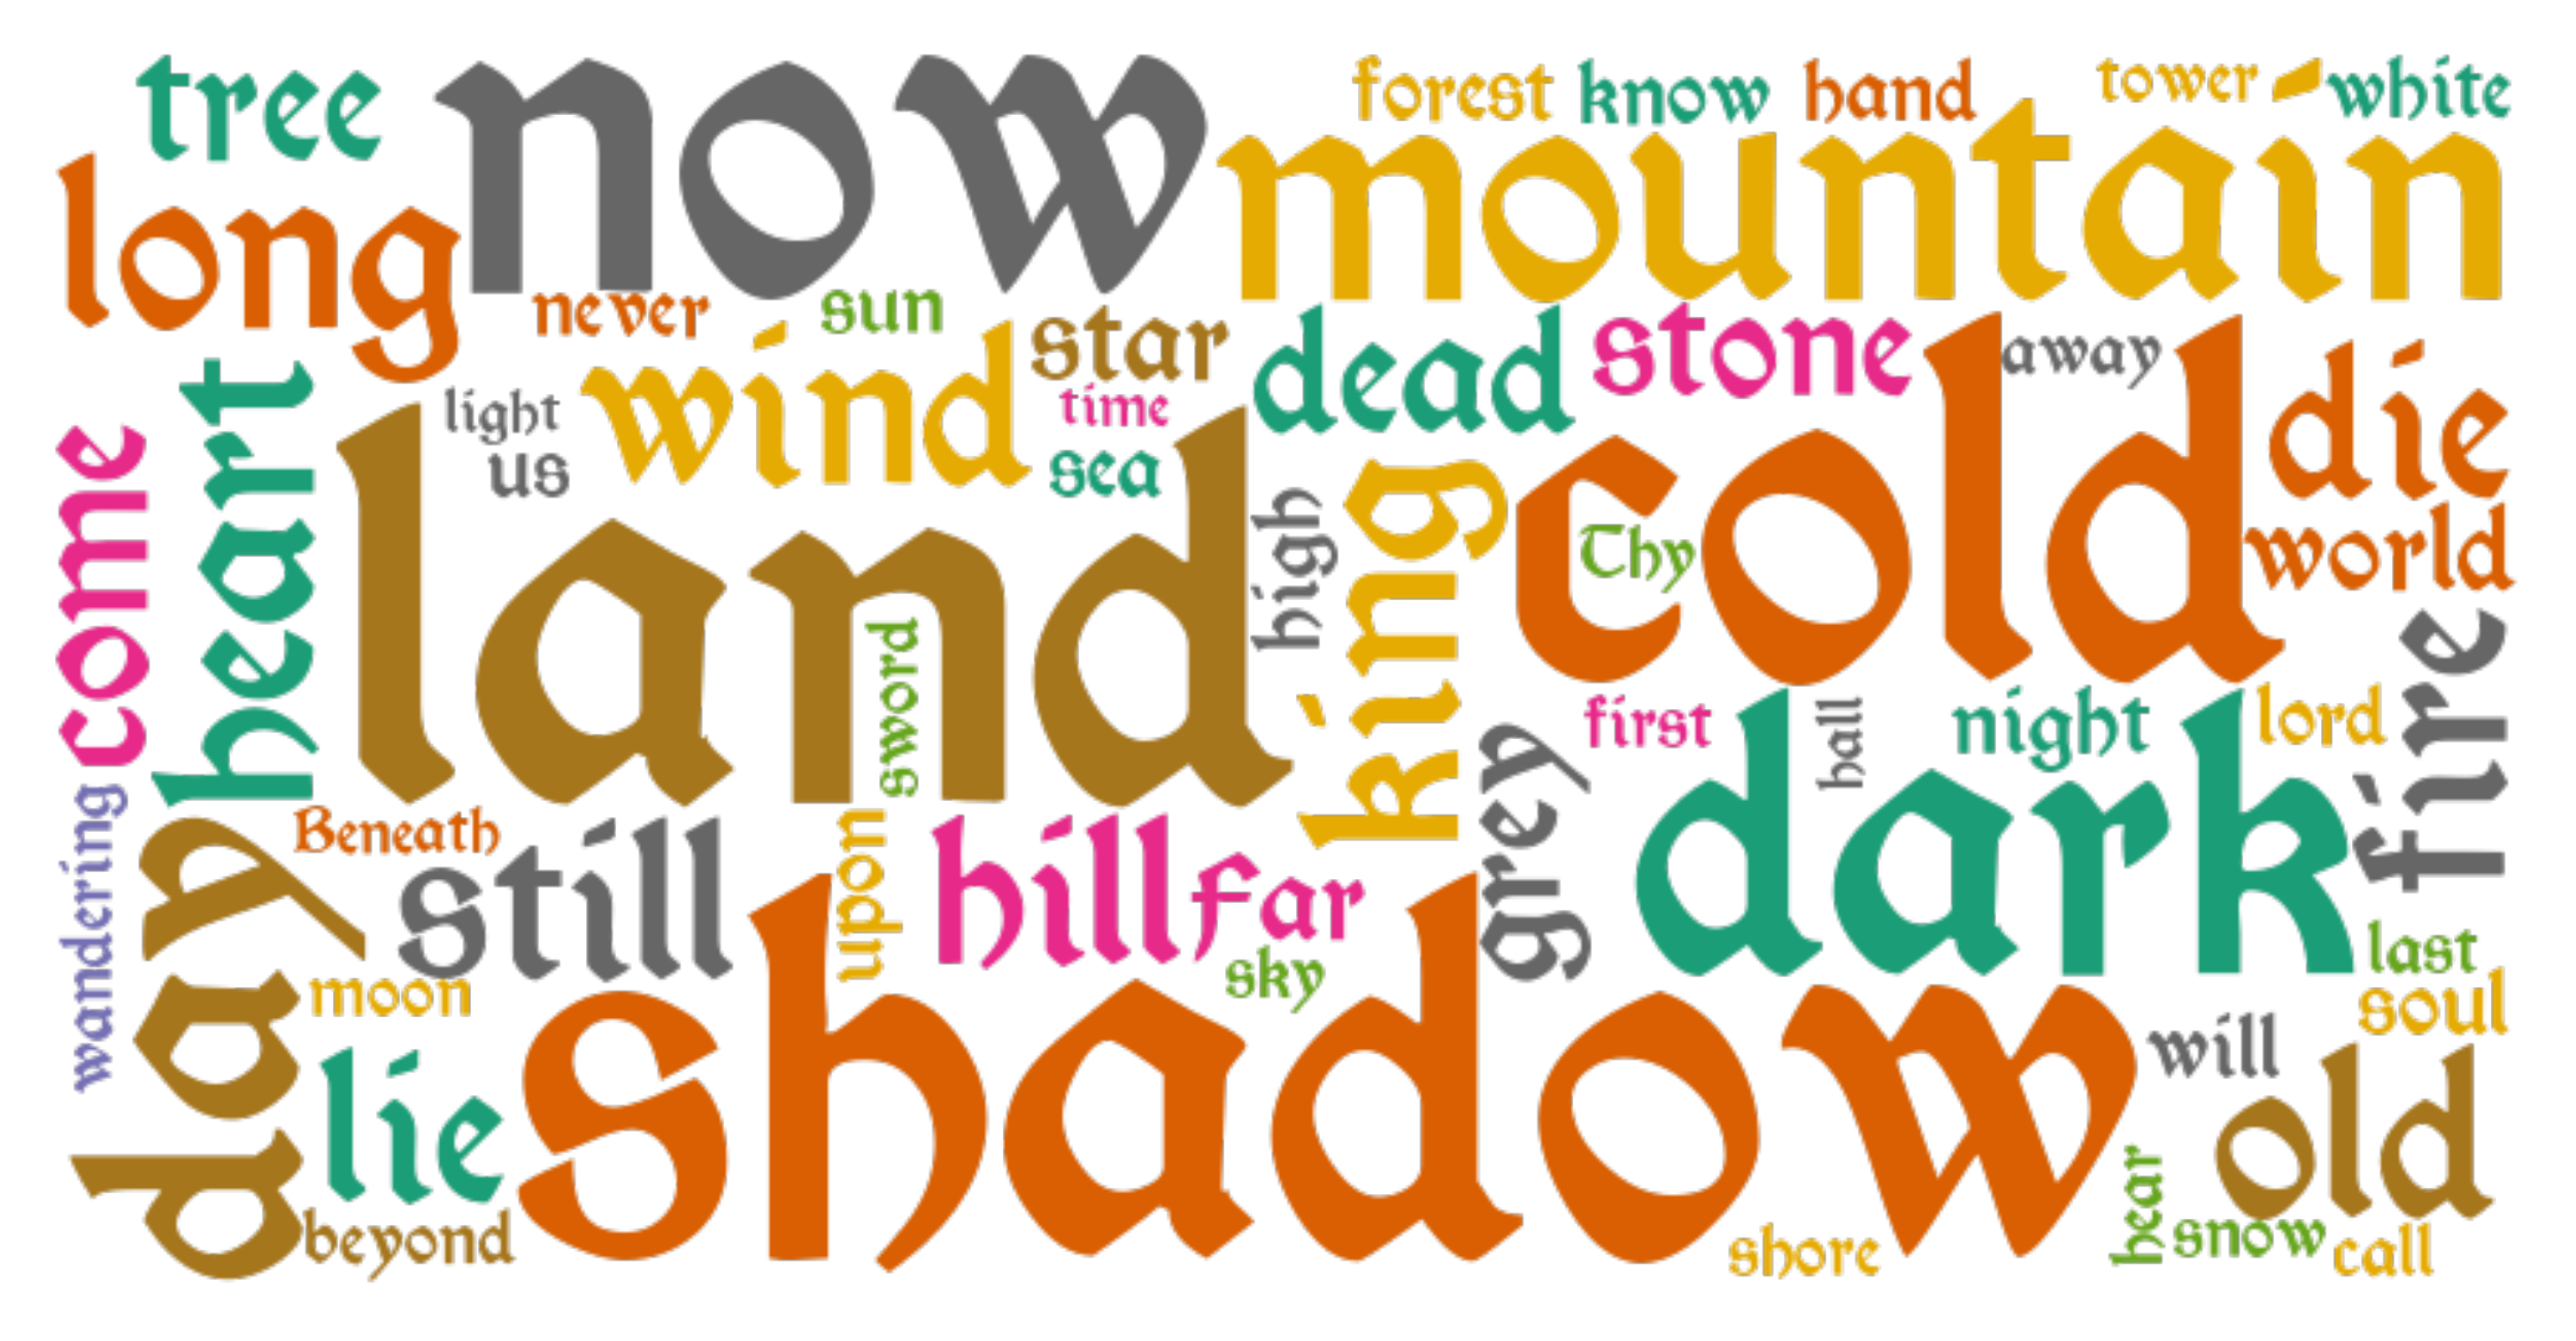 tree
now
forest
know
hand
tower
white
mountain
long
never
sun
wind
star
dead
stone
away
die
light
time
us
sea
heart
come
land
high
king
cold
Thy
world
sword
first
hall
night
lord
fire
grey
dark
wandering
day
Beneath
still
upon
hill
far
sky
last
soul
moon
shadow
will
lie
old
beyond
shore
hear
snow
call